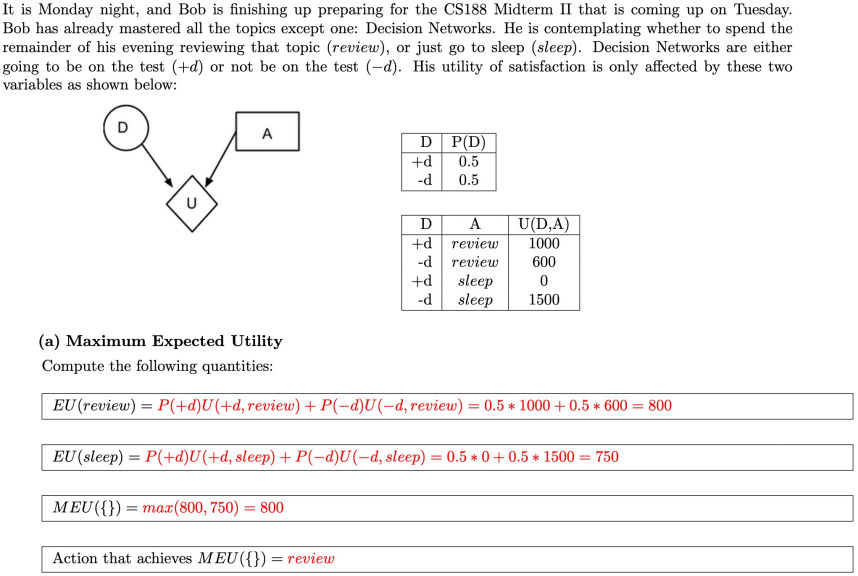 It is Monday night, and Bob is finishing up preparing for the CS188 Midterm II that is coming up on Tuesday.
Bob has already mastered all the topics except one: Decision Networks. He is contemplating whether to spend the
remainder of his evening reviewing that topic (review), or just go to sleep (sleep). Decision Networks are either
going to be on the test (+d) or not be on the test (−d). His utility of satisfaction is only affected by these two
variables as shown below:
D
A
U
D P(D)
+d 0.5
-d 0.5
D A U(D,A)
+d review 1000
-d review 600
+d sleep 0
-d sleep 1500
(a) Maximum Expected Utility
Compute the following quantities:
EU(review) = P(+d)U(+d, review) + P(−d)U(−d, review) = 0.5 ∗ 1000 + 0.5 ∗ 600 = 800
EU(sleep) = P(+d)U(+d, sleep) + P(−d)U(−d, sleep) = 0.5 ∗ 0 + 0.5 ∗ 1500 = 750
MEU({}) = max(800, 750) = 800
Action that achieves MEU({}) = review